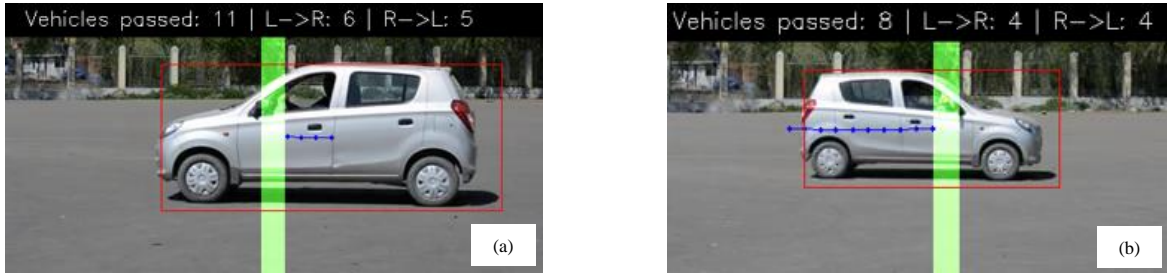 Vehicles passed: 11 | L->R: 6 | R->L: 5
(a)
Vehicles passed: 8 | L->R: 4 | R->L: 4
(b)